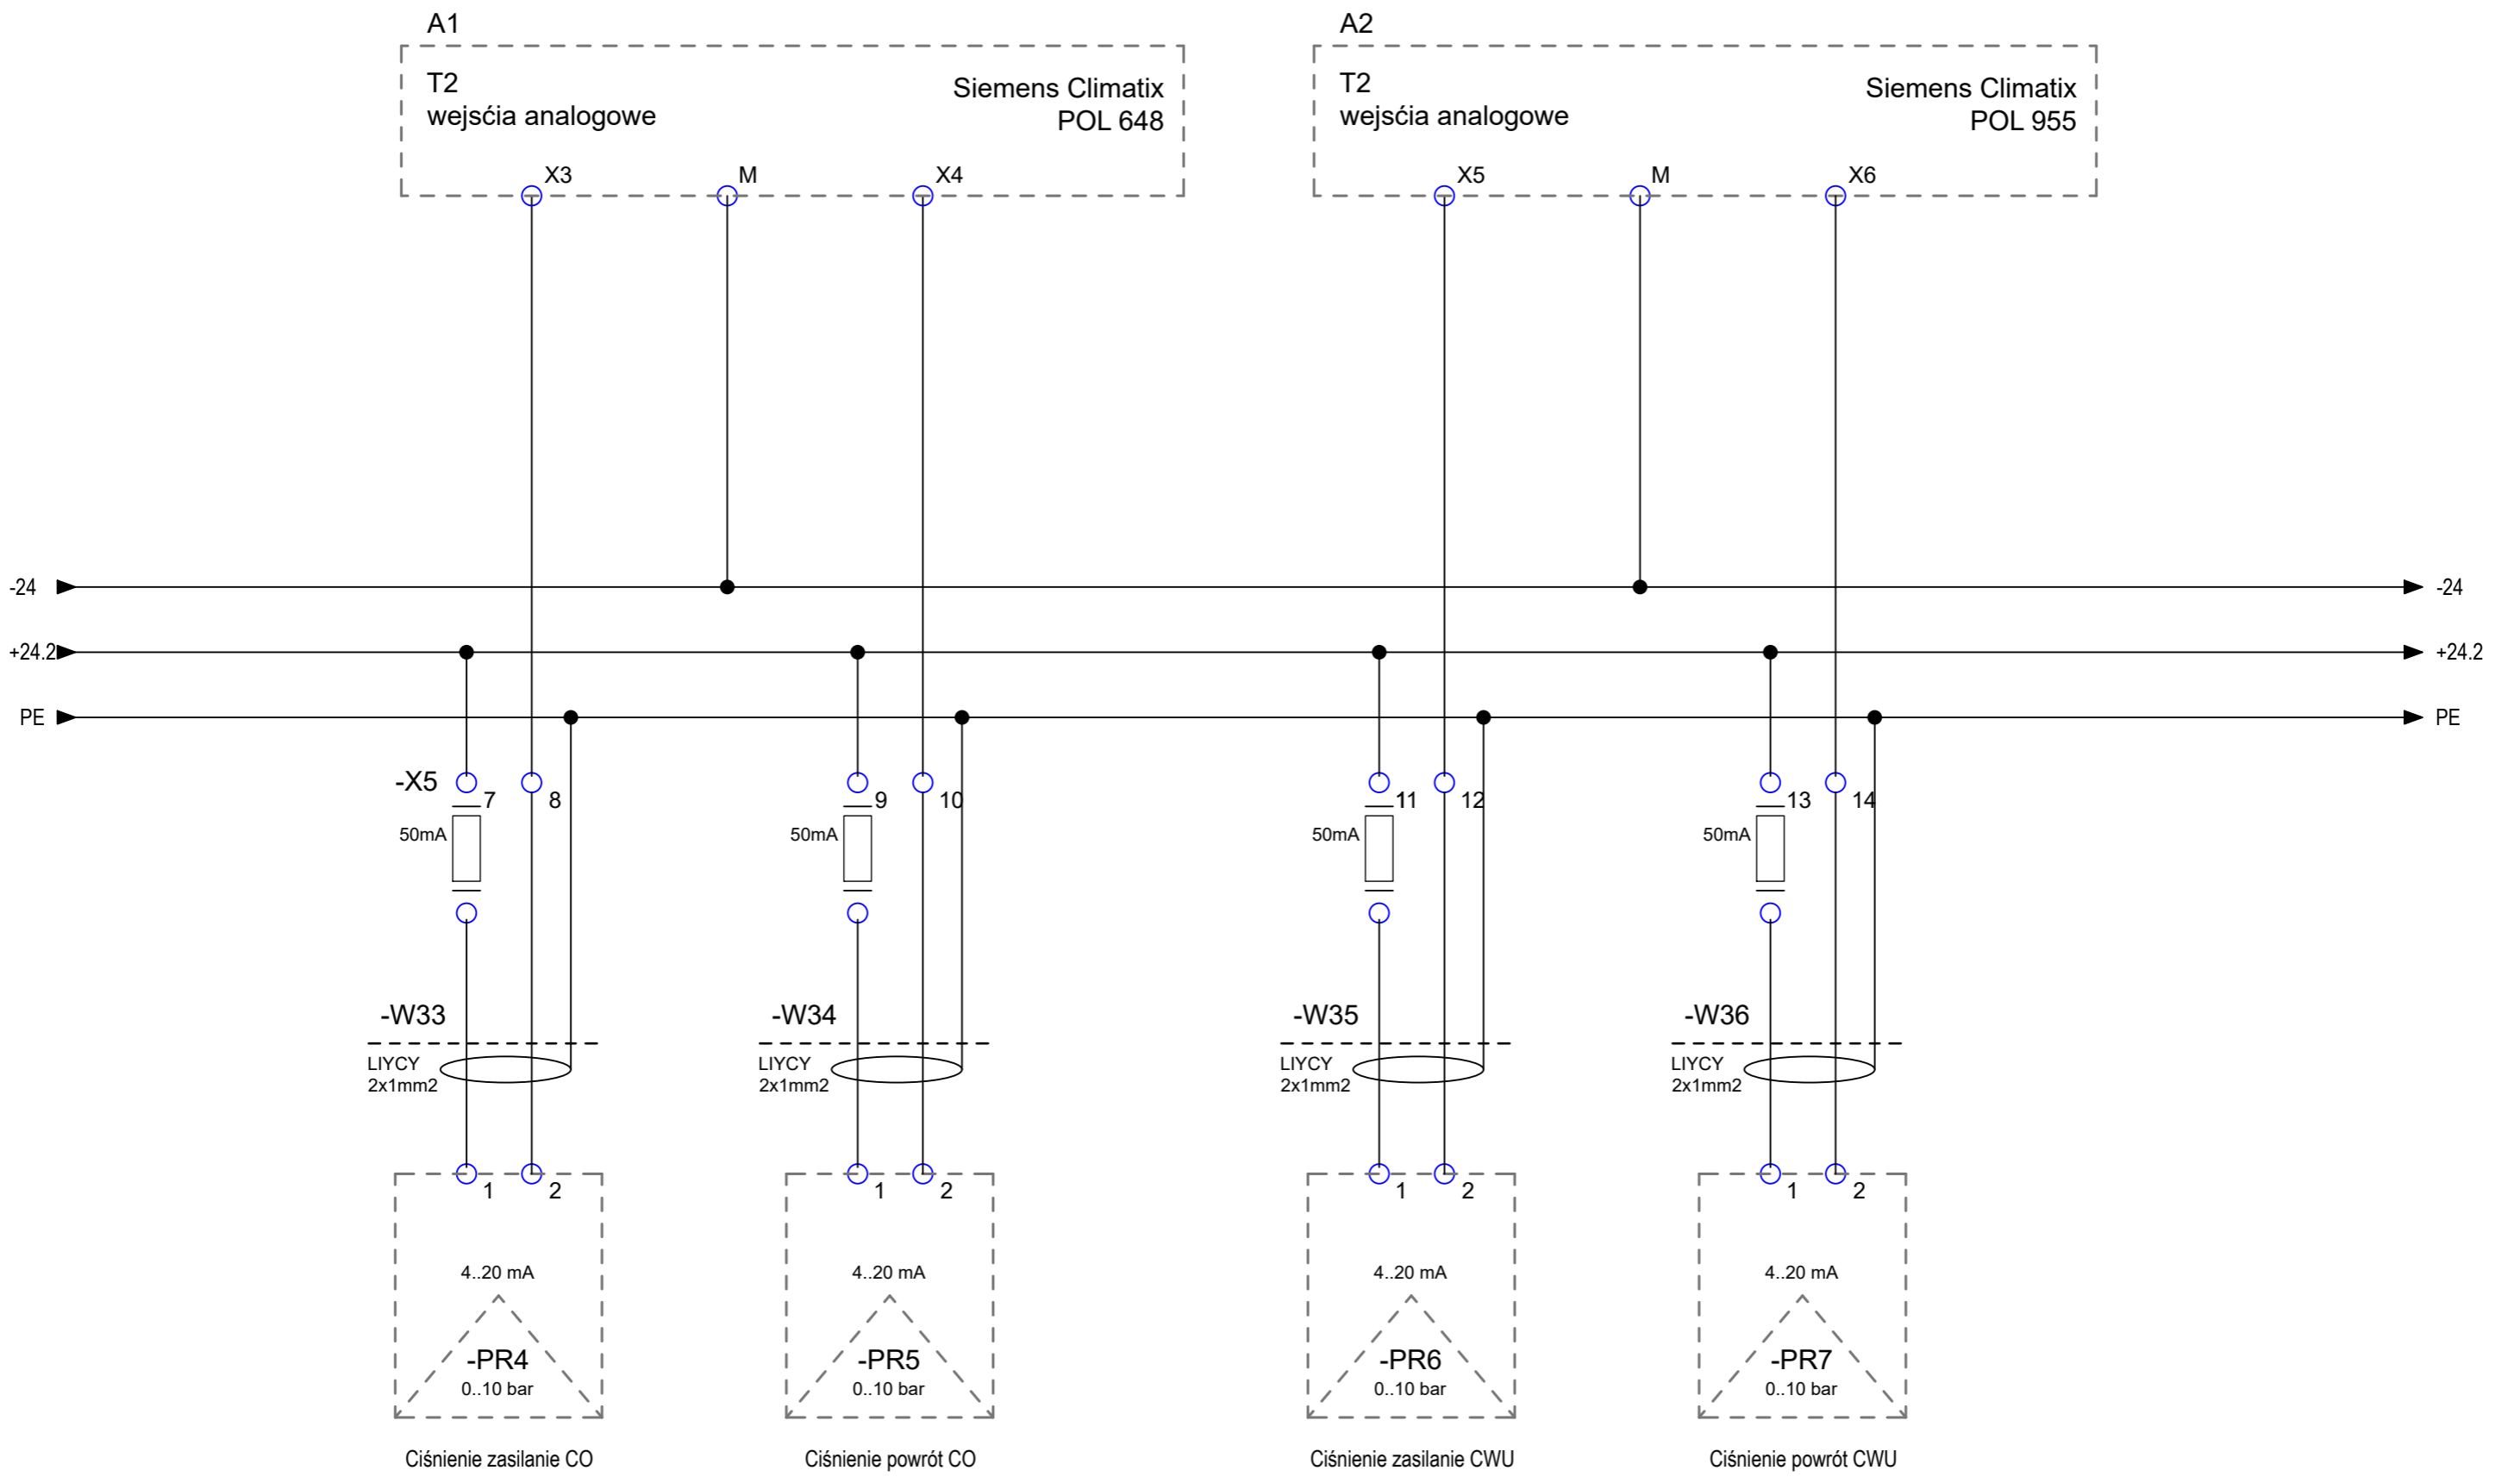 A1
T2
wejsćia analogowe
Siemens Climatix
POL 648
X3
M
X4
A2
T2
wejsćia analogowe
Siemens Climatix
POL 955
X5
M
X6
-24
-24
+24.2
+24.2
PE
PE
-X5
7
8
9
10
11
12
13
14
50mA
50mA
50mA
50mA
-W33
LIYCY
2x1mm2
-W34
LIYCY
2x1mm2
-W35
LIYCY
2x1mm2
-W36
LIYCY
2x1mm2
1
2
1
2
1
2
1
2
4..20 mA
-PR4
0..10 bar
4..20 mA
-PR5
0..10 bar
4..20 mA
-PR6
0..10 bar
4..20 mA
-PR7
0..10 bar
Ciśnienie zasilanie CO
Ciśnienie powrót CO
Ciśnienie zasilanie CWU
Ciśnienie powrót CWU